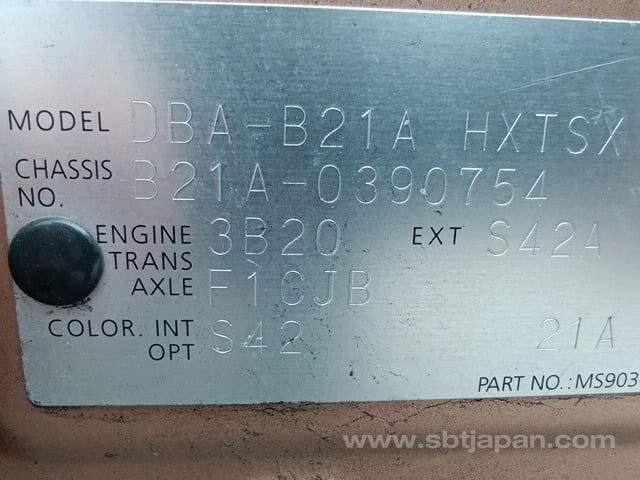 MODEL DBA-B21A HXTSX
CHASSIS NO. B21A-0390754
ENGINE 3B20 EXT S42A
TRANS AXLE F1CJB
COLOR. INT S42 21A
OPT
PART NO.:MS903
www.sbtjapan.com